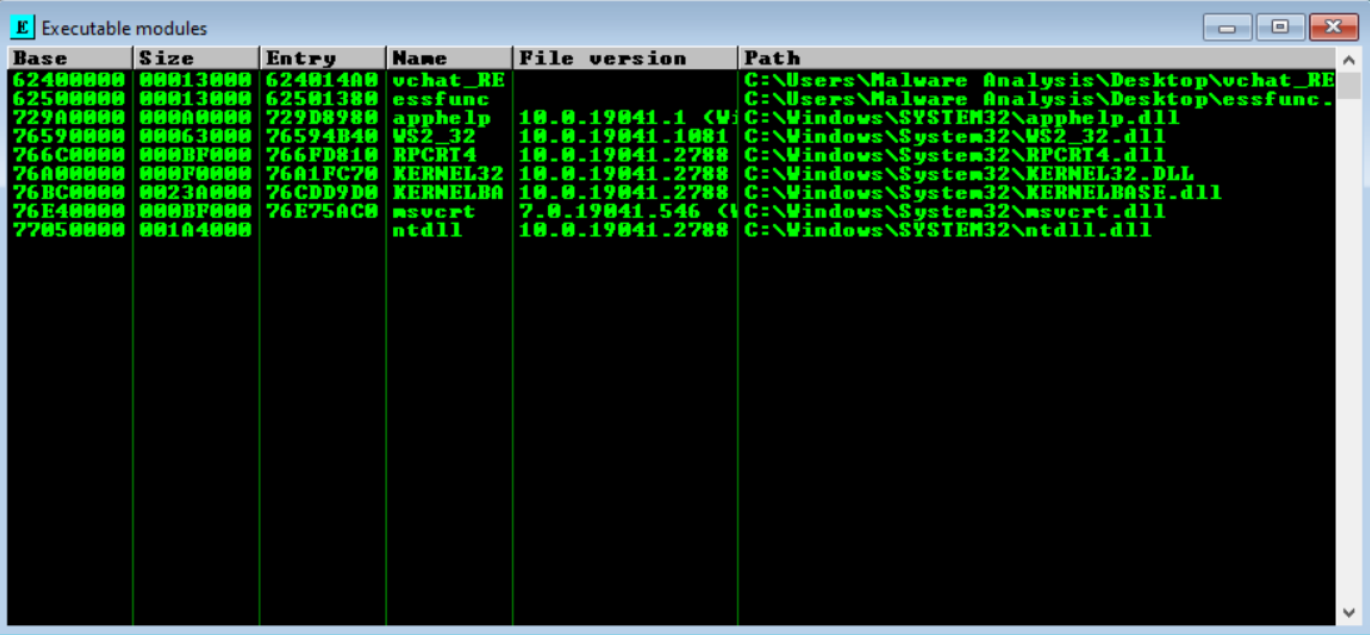 E Executable modules
Base Size Entry Name File version Path
62400000 00013000 624014A0 vchat_RE C:\Users\Malware Analysis\Desktop\vchat_RE
62500000 00013000 62501380 essfunc C:\Users\Malware Analysis\Desktop\essfunc.
729A0000 000A0000 729D8980 apphelp 10.0.19041.1 (Wi C:\Windows\SYSTEM32\apphelp.dll
76590000 00063000 76594B40 WS2_32 10.0.19041.1081 C:\Windows\System32\WS2_32.dll
766C0000 000BF000 766FD810 RPCRT4 10.0.19041.2788 C:\Windows\System32\RPCRT4.dll
76A00000 000F0000 76A1FC70 KERNEL32 10.0.19041.2788 C:\Windows\System32\KERNEL32.DLL
76BC0000 0023A000 76CDD9D0 KERNELBA 10.0.19041.2788 C:\Windows\System32\KERNELBASE.dll
76E40000 000BF000 76E75AC0 msvcrt 7.0.19041.546 (W C:\Windows\System32\msvcrt.dll
77050000 001A4000 ntdll 10.0.19041.2788 C:\Windows\SYSTEM32\ntdll.dll